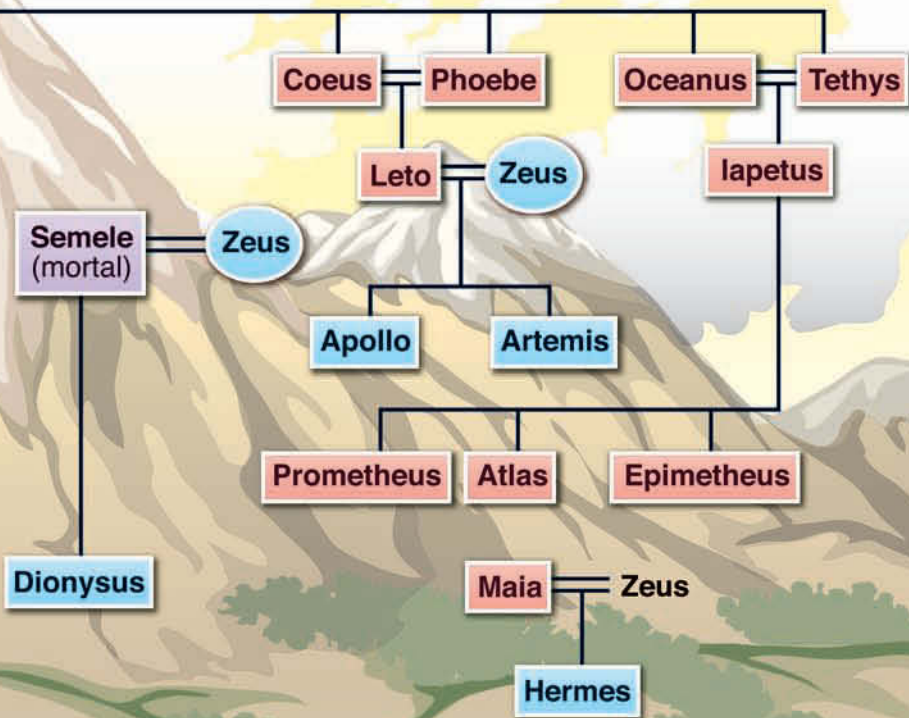 Coeus
Phoebe
Oceanus
Tethys
Leto
Zeus
Iapetus
Semele
(mortal)
Zeus
Apollo
Artemis
Prometheus
Atlas
Epimetheus
Dionysus
Maia
Zeus
Hermes